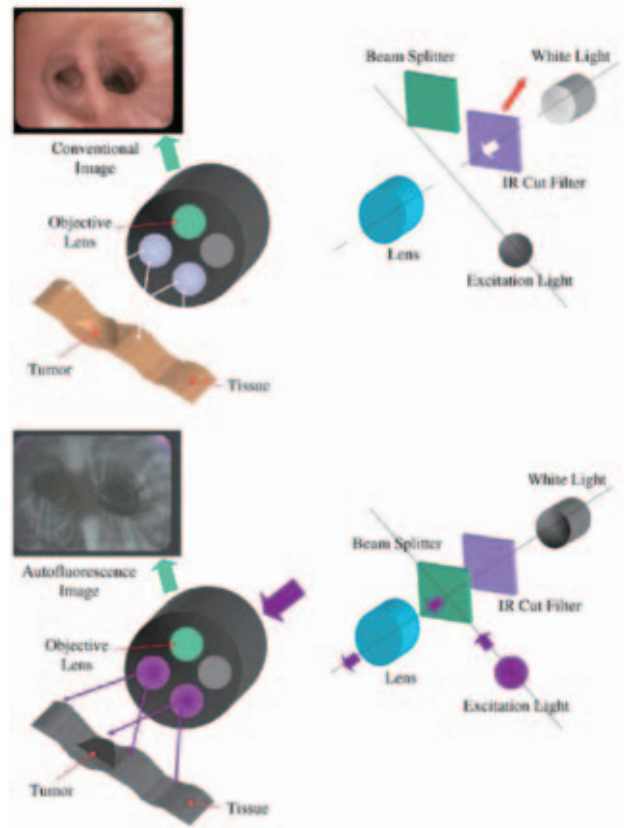 Beam Splitter
White Light
Conventional
Image
IR Cut Filter
Objective
Lens
Lens
Excitation Light
Tumor
Tissue
White Light
Beam Splitter
Autofluorescence
Image
IR Cut Filter
Objective
Lens
Lens
Excitation Light
Tumor
Tissue